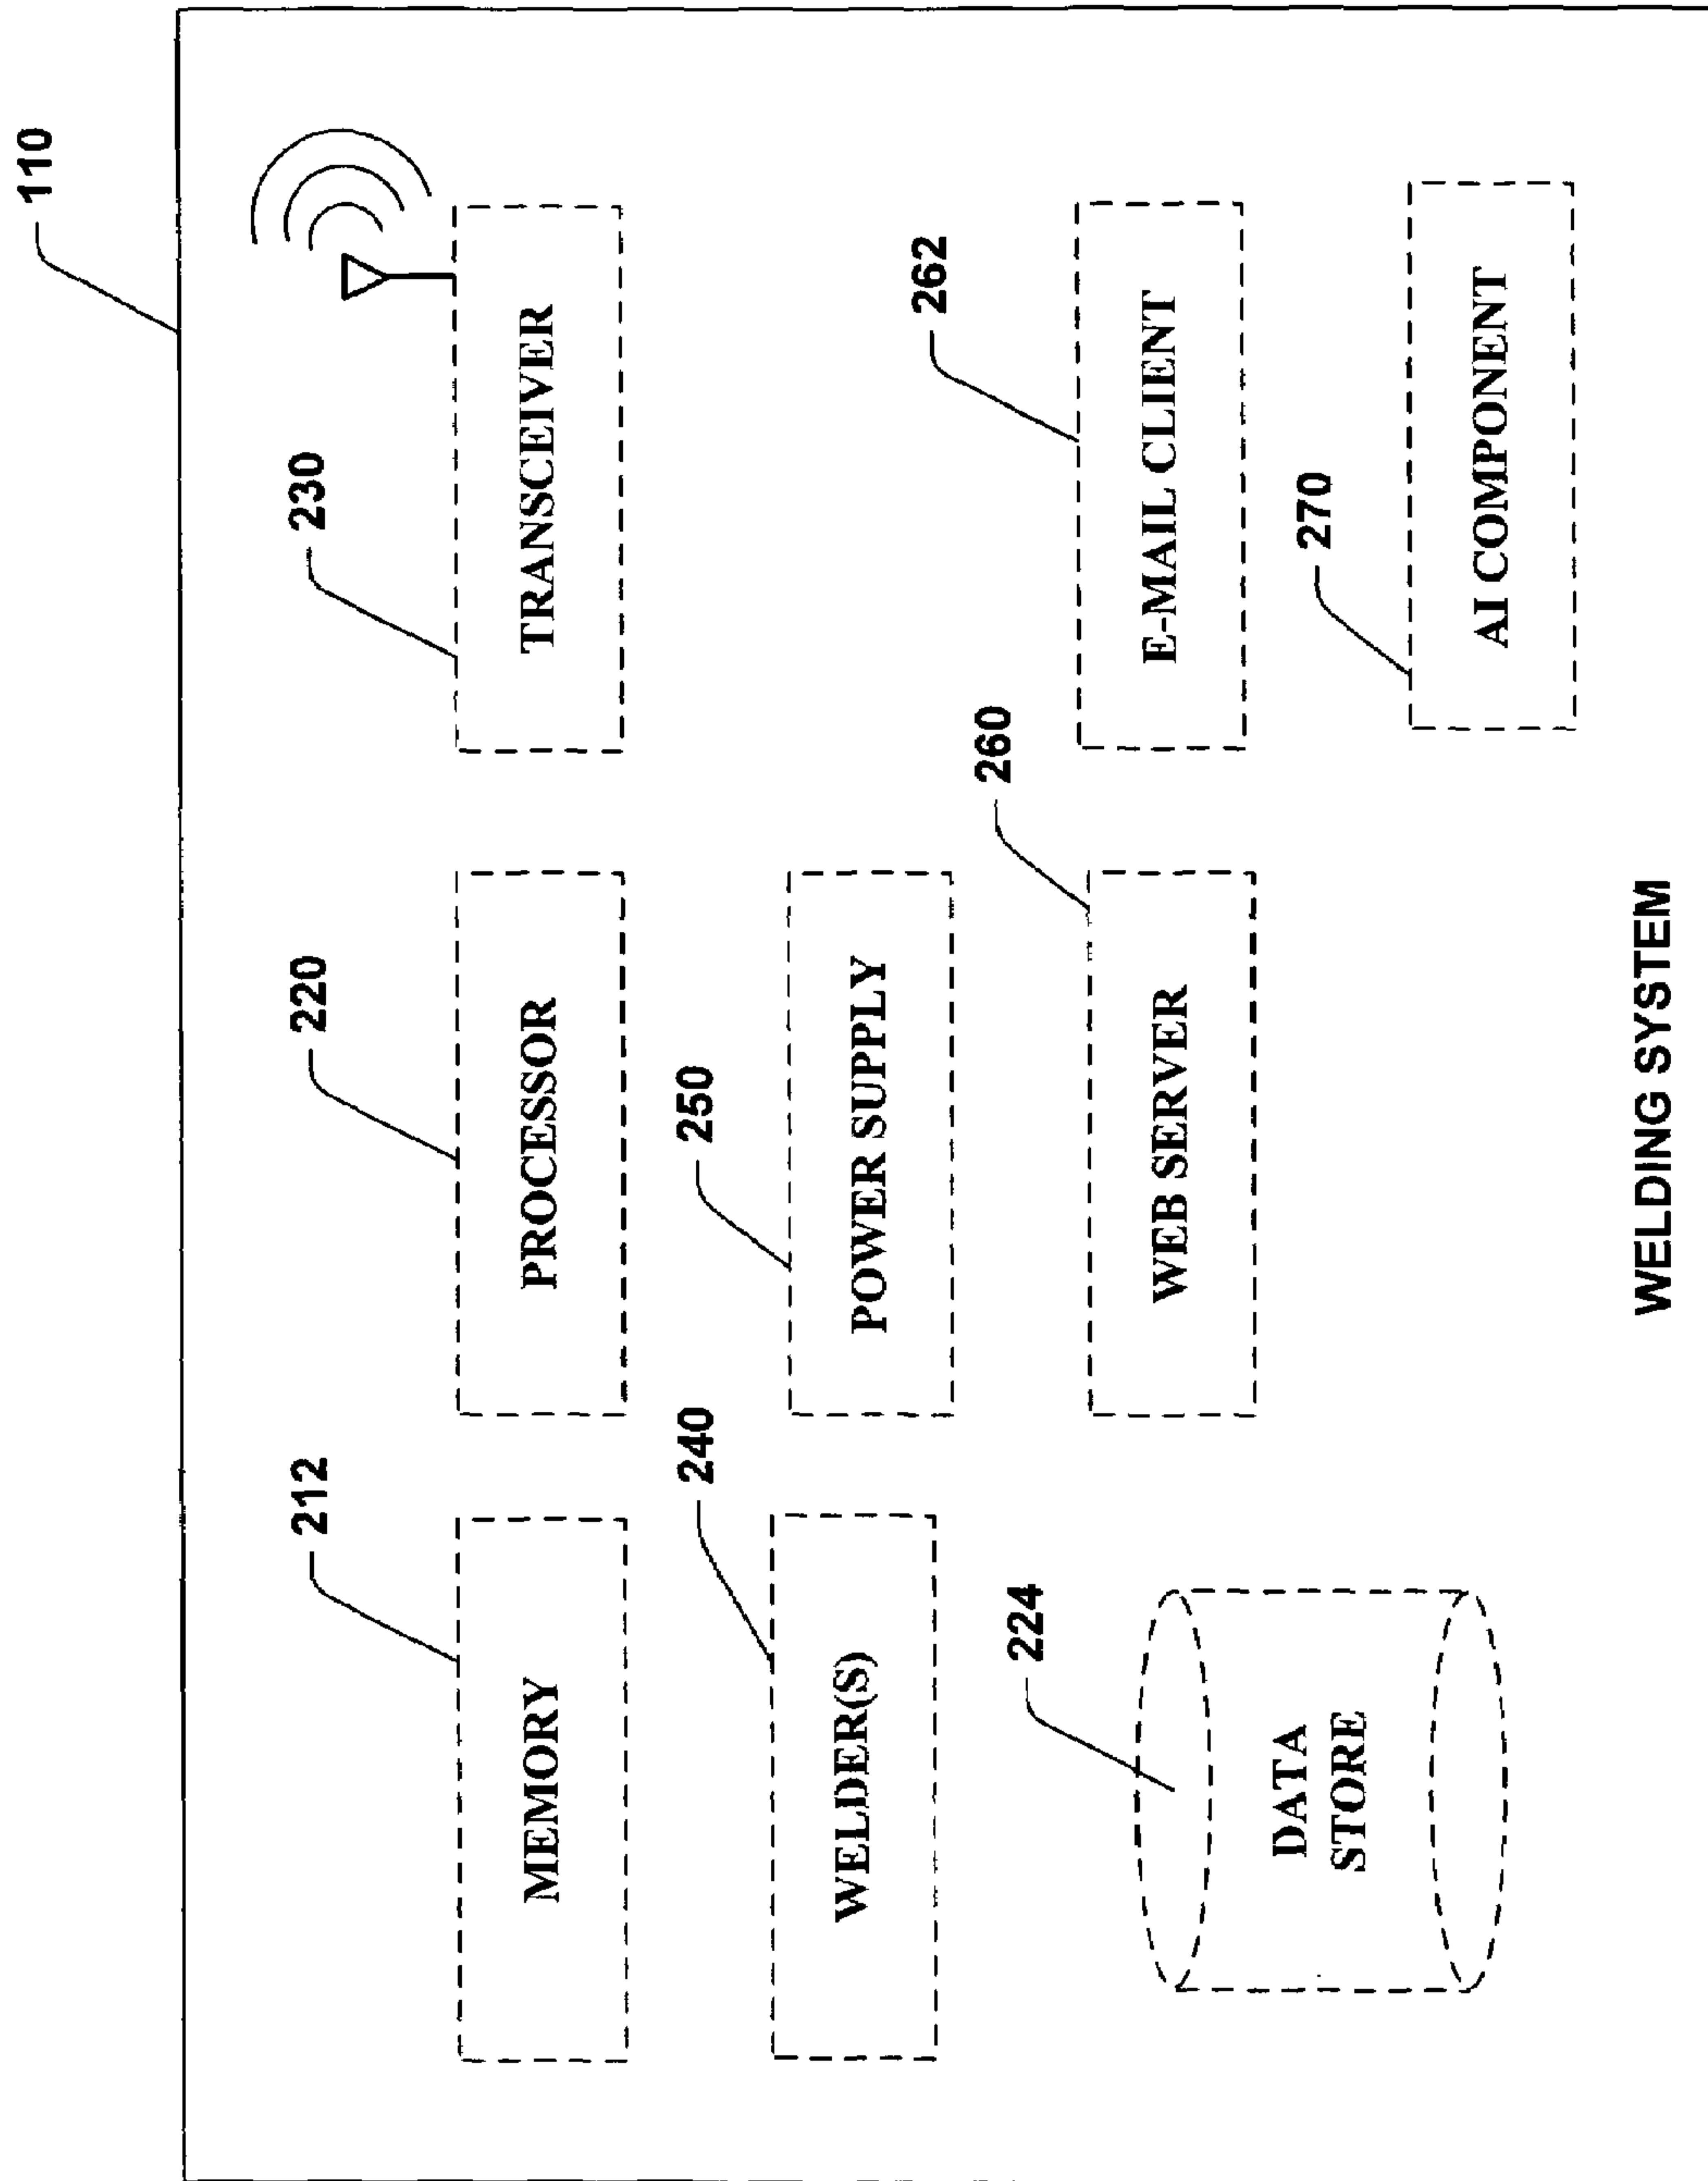 110
212
MEMORY
220
PROCESSOR
230
TRANSCEIVER
240
WELDER(S)
250
POWER SUPPLY
224
DATA
STORE
260
WEB SERVER
262
E-MAIL CLIENT
270
AI COMPONENT
WELDING SYSTEM